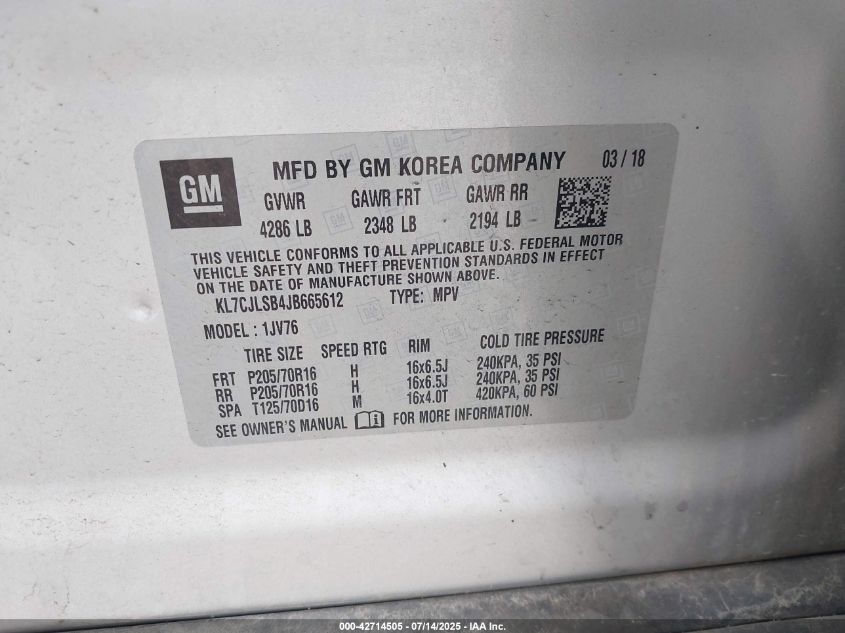 GM
MFD BY GM KOREA COMPANY 03 / 18
GVWR GAWR FRT GAWR RR
4286 LB 2348 LB 2194 LB
THIS VEHICLE CONFORMS TO ALL APPLICABLE U.S. FEDERAL MOTOR
VEHICLE SAFETY AND THEFT PREVENTION STANDARDS IN EFFECT
ON THE DATE OF MANUFACTURE SHOWN ABOVE.
KL7CJLSB4JB665612 TYPE: MPV
MODEL : 1JV76
TIRE SIZE SPEED RTG RIM COLD TIRE PRESSURE
FRT P205/70R16 H 16x6.5J 240KPA, 35 PSI
RR P205/70R16 H 16x6.5J 240KPA, 35 PSI
SPA T125/70D16 M 16x4.0T 420KPA, 60 PSI
SEE OWNER'S MANUAL FOR MORE INFORMATION.
000-42714505 - 07/14/2025 - IAA Inc.